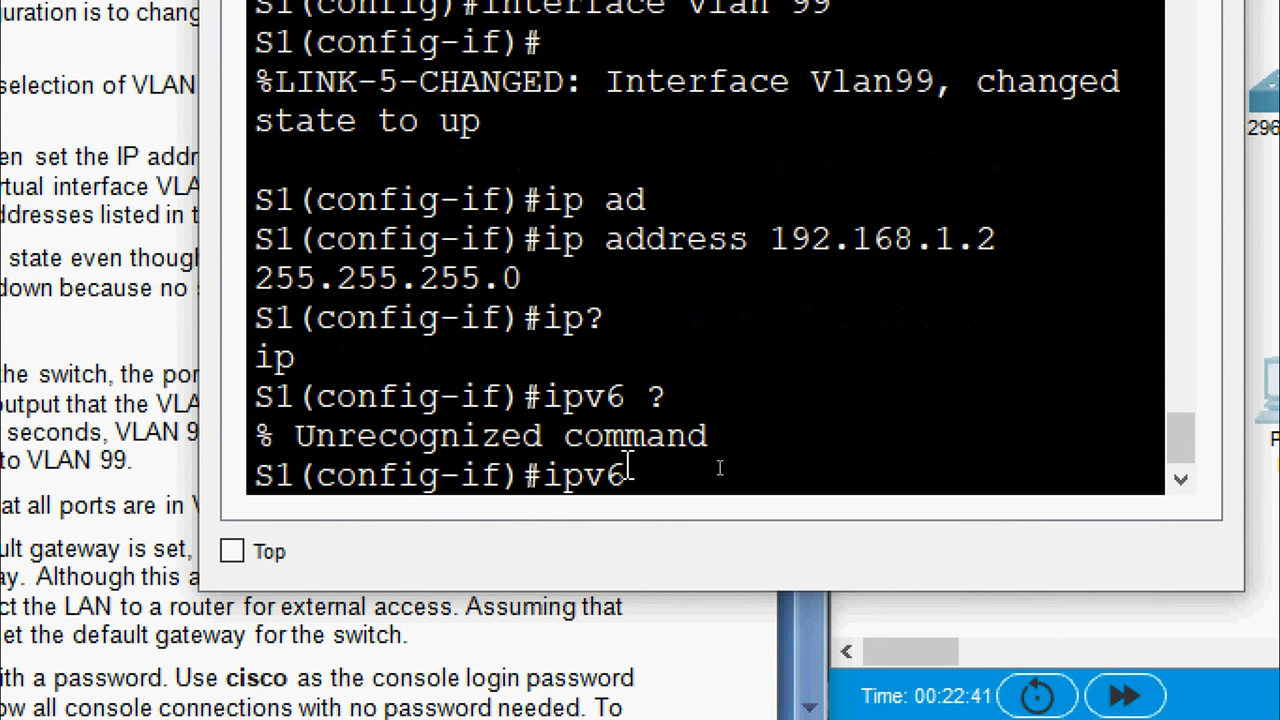 uration is to chang
selection of VLAN
en set the IP addr
rtual interface VLA
ddresses listed in t
state even though
down because no s
the switch, the por
output that the VLA
seconds, VLAN 9
to VLAN 99.
at all ports are in V
ult gateway is set,
ay. Although this a
ct the LAN to a router for external access. Assuming that
et the default gateway for the switch.
ith a password. Use cisco as the console login password
ow all console connections with no password needed. To
S1(config)#interface vlan 99
S1(config-if)#
%LINK-5-CHANGED: Interface Vlan99, changed
state to up
S1(config-if)#ip ad
S1(config-if)#ip address 192.168.1.2
255.255.255.0
S1(config-if)#ip?
ip
S1(config-if)#ipv6 ?
% Unrecognized command
S1(config-if)#ipv6
Top
296
P
Time: 00:22:41